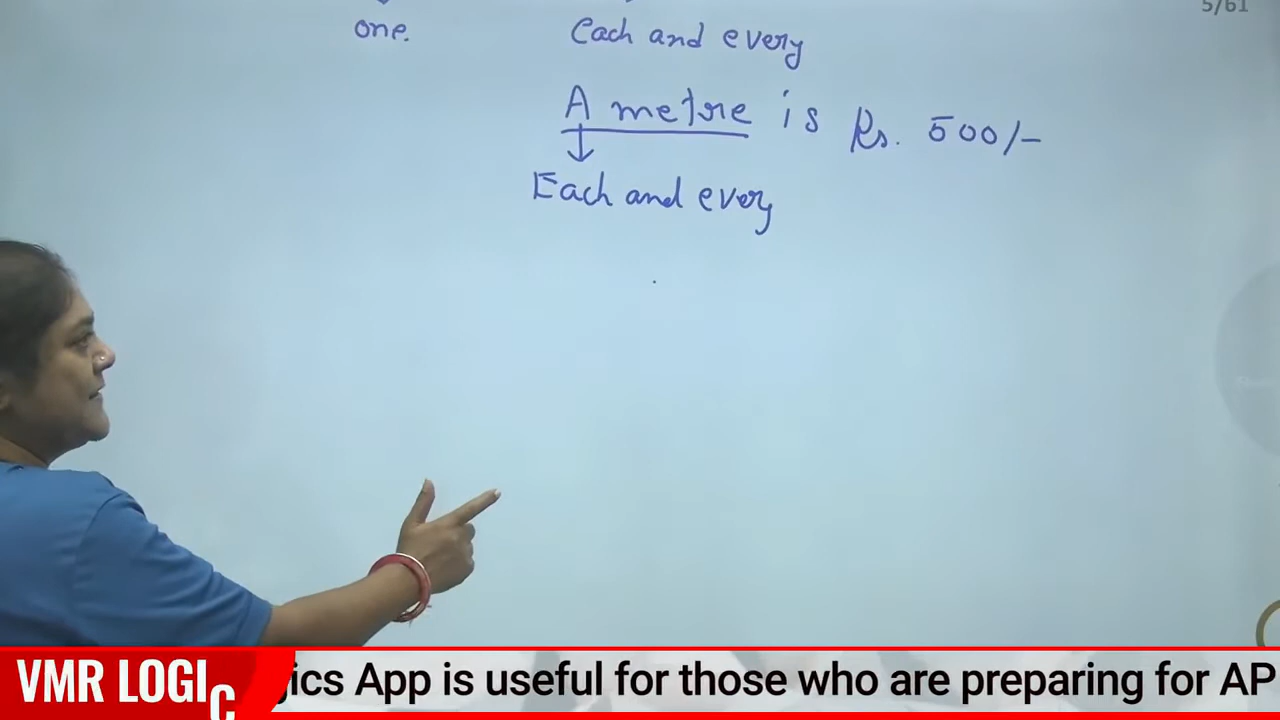 5/61
one.
Each and every
A metre is Rs. 500/-
Each and every
VMR LOGIC
gics App is useful for those who are preparing for AP